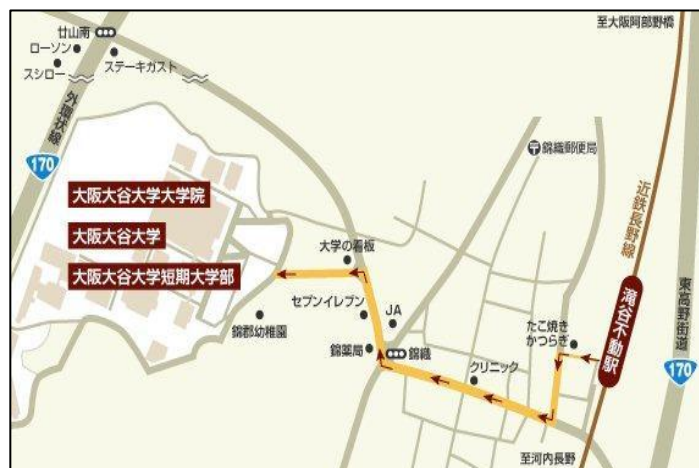 至大阪阿部野橋
廿山南
ローソン
スシロー
ステーキガスト
外環状線
170
錦織郵便局
近鉄長野線
大阪大谷大学大学院
大阪大谷大学
大阪大谷大学短期大学部
大学の看板
セブンイレブン
JA
たこ焼き
かつらぎ
滝谷不動駅
東高野街道
170
錦郡幼稚園
錦薬局
錦織
クリニック
至河内長野